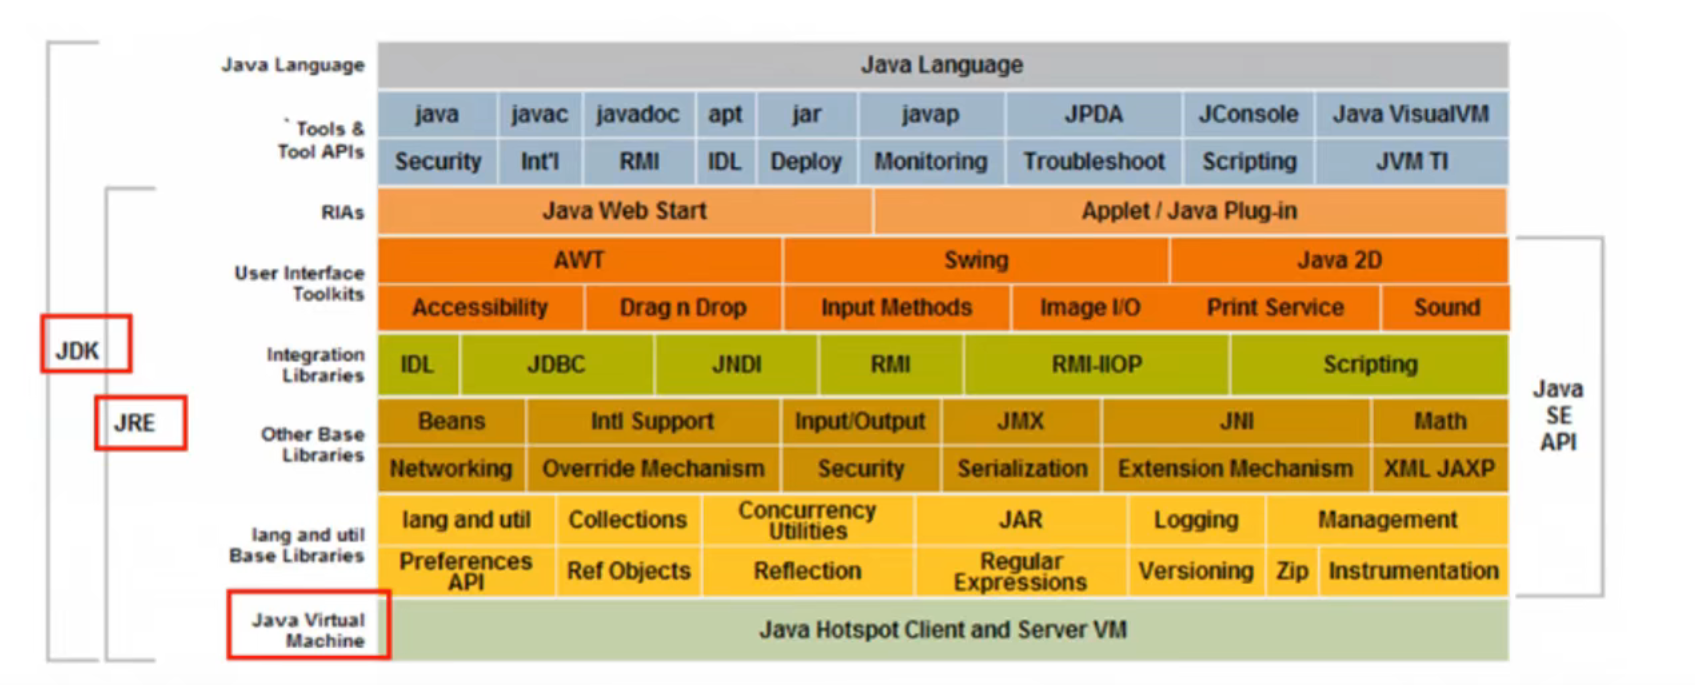 Java Language
Java Language
` Tools &
Tool APIs
java javac javadoc apt jar javap JPDA JConsole Java VisualVM
Security Int'l RMI IDL Deploy Monitoring Troubleshoot Scripting JVM TI
RIAs
Java Web Start Applet / Java Plug-in
User Interface
Toolkits
AWT Swing Java 2D
Accessibility Drag n Drop Input Methods Image I/O Print Service Sound
JDK
Integration
Libraries
IDL JDBC JNDI RMI RMI-IIOP Scripting
JRE
Other Base
Libraries
Beans Intl Support Input/Output JMX JNI Math
Networking Override Mechanism Security Serialization Extension Mechanism XML JAXP
Java
SE
API
lang and util
Base Libraries
lang and util Collections Concurrency
Utilities JAR Logging Management
Preferences
API Ref Objects Reflection Regular
Expressions Versioning Zip Instrumentation
Java Virtual
Machine
Java Hotspot Client and Server VM